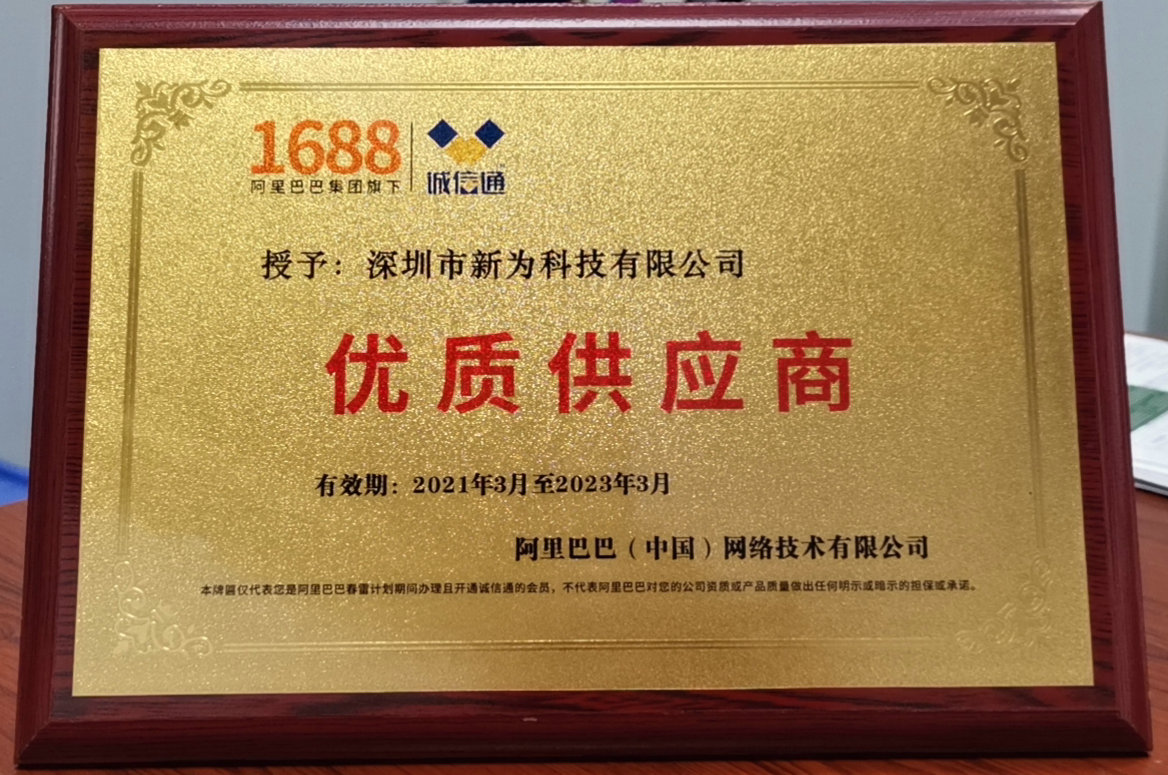 1688
阿里巴巴集团旗下
诚信通
授予：深圳市新为科技有限公司
优质供应商
有效期：2021年3月至2023年3月
阿里巴巴（中国）网络技术有限公司
本牌匾仅代表您是阿里巴巴春雷计划期间办理且开通诚信通的会员，不代表阿里巴巴对您的公司资质或产品质量做出任何明示或暗示的担保或承诺。